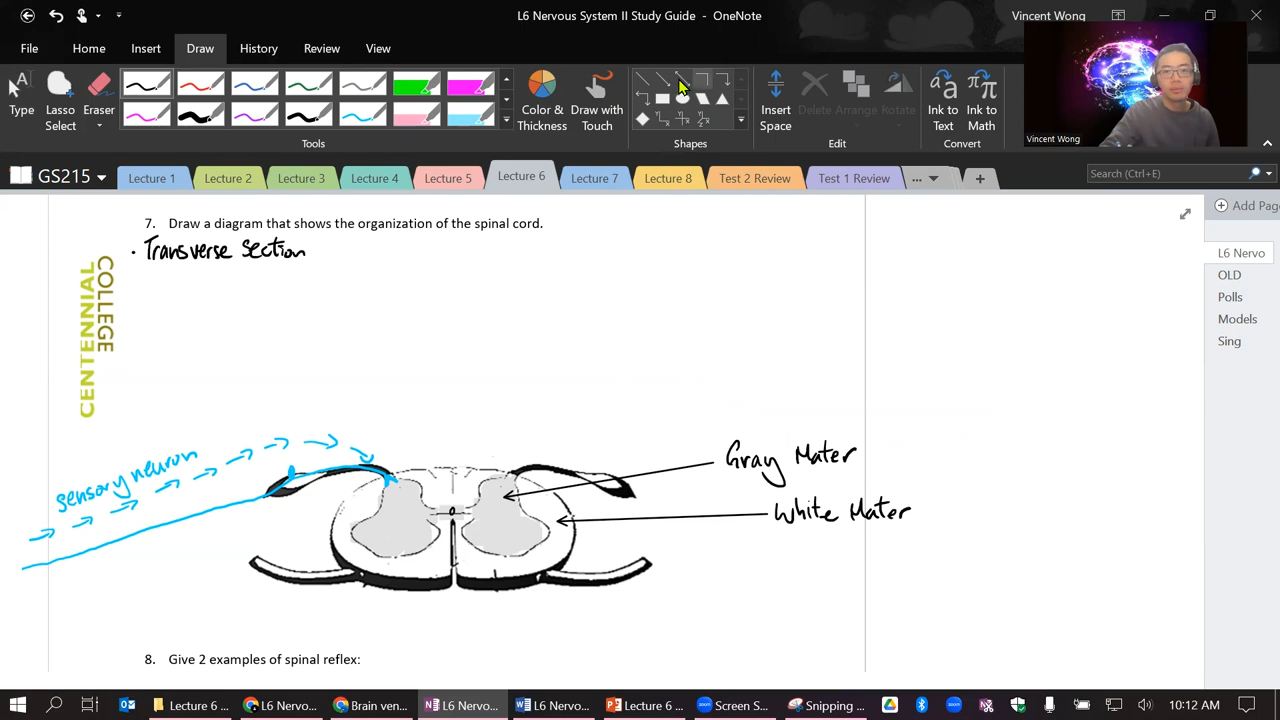 L6 Nervous System II Study Guide - OneNote
Vincent Wong
File Home Insert Draw History Review View
Type
Lasso Select
Eraser
Color & Thickness
Draw with Touch
Insert Space
Delete Arrange Rotate
Ink to Text
Ink to Math
Vincent Wong
Tools
Shapes
Edit
Convert
GS215 Lecture 1 Lecture 2 Lecture 3 Lecture 4 Lecture 5 Lecture 6 Lecture 7 Lecture 8 Test 2 Review Test 1 Review ... Search (Ctrl+E)
Add Pag
L6 Nervo
OLD
Polls
Models
Sing
7. Draw a diagram that shows the organization of the spinal cord.
• Transverse Section
CENTENNIAL
COLLEGE
sensory neuron
Gray Mater
White Mater
8. Give 2 examples of spinal reflex:
Lecture 6 ... L6 Nervo... Brain ven... L6 Nervo... Word W... Lecture 6 ... Screen S... Snipping ... 10:12 AM